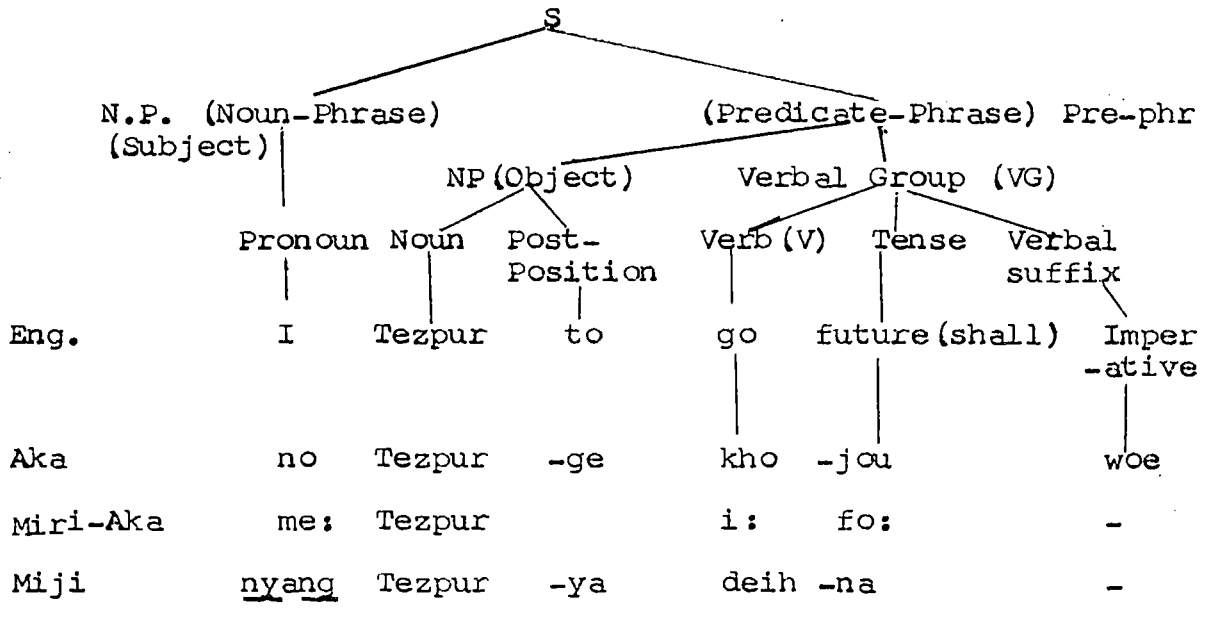 S
N.P. (Noun-Phrase) (Predicate-Phrase) Pre-phr
(Subject)
NP(Object) Verbal Group (VG)
Pronoun Noun Post- Verb(V) Tense Verbal
Position suffix
Eng. I Tezpur to go future(shall) Imper
-ative
Aka no Tezpur -ge kho -jou woe
Miri-Aka me: Tezpur i: fo: -
Miji nyang Tezpur -ya deih -na -